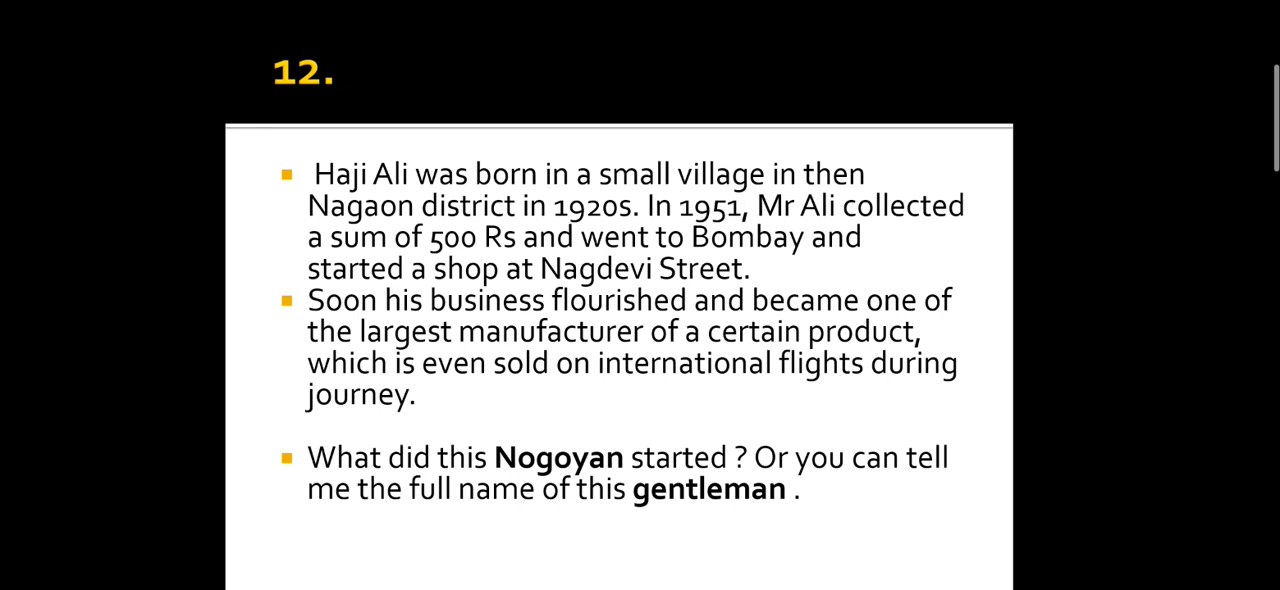 12.
▪ Haji Ali was born in a small village in then
Nagaon district in 1920s. In 1951, Mr Ali collected
a sum of 500 Rs and went to Bombay and
started a shop at Nagdevi Street.
▪ Soon his business flourished and became one of
the largest manufacturer of a certain product,
which is even sold on international flights during
journey.
▪ What did this Nogoyan started ? Or you can tell
me the full name of this gentleman .